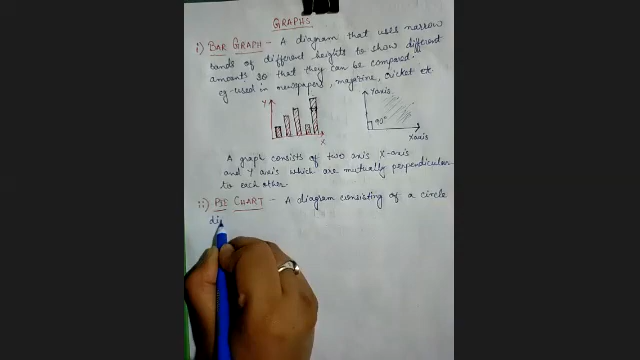 GRAPHS
i) BAR GRAPH - A diagram that uses narrow
bands of different heights to show different
amounts so that they can be compared.
eg - used in newspapers, magazine, cricket etc.
Y
X
Y axis
90°
X axis
A graph consists of two axis X-axis
and Y axis which are mutually perpendicular
to each other.
ii) PIE CHART - A diagram consisting of a circle
di